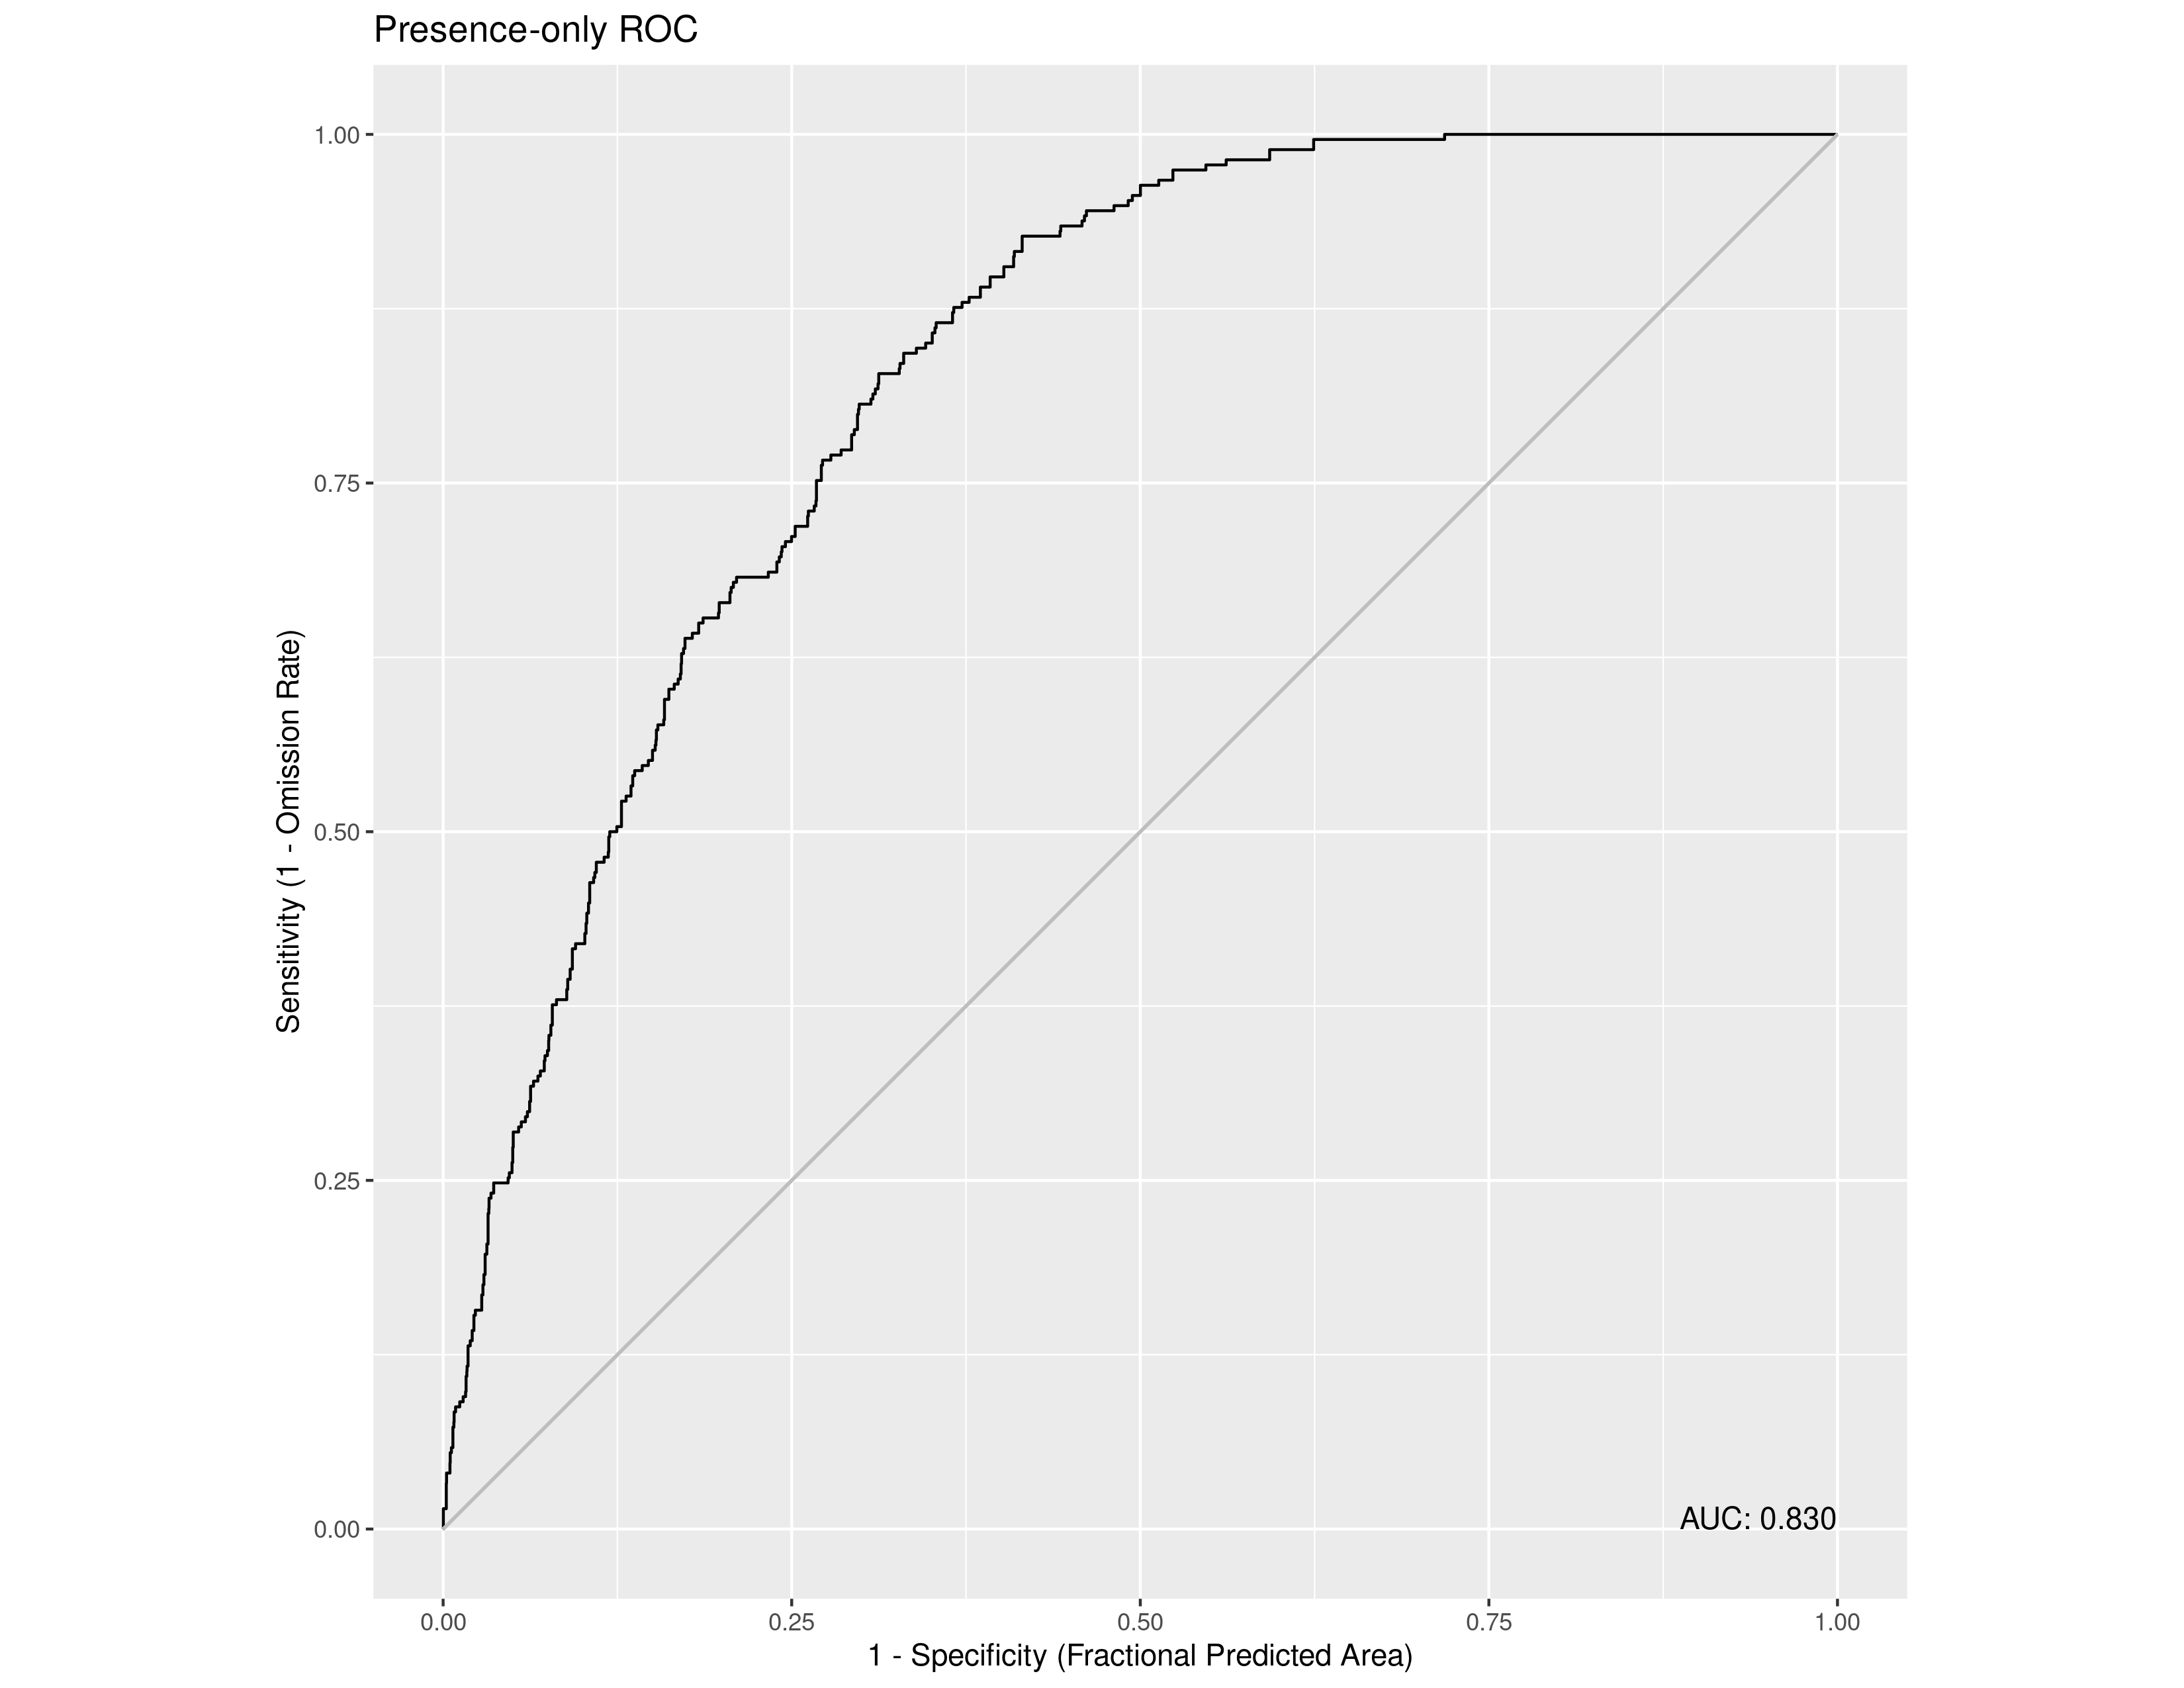 Presence-only ROC
1.00
0.75
0.50
0.25
0.00
Sensitivity (1 - Omission Rate)
AUC: 0.830
0.00 0.25 0.50 0.75 1.00
1 - Specificity (Fractional Predicted Area)